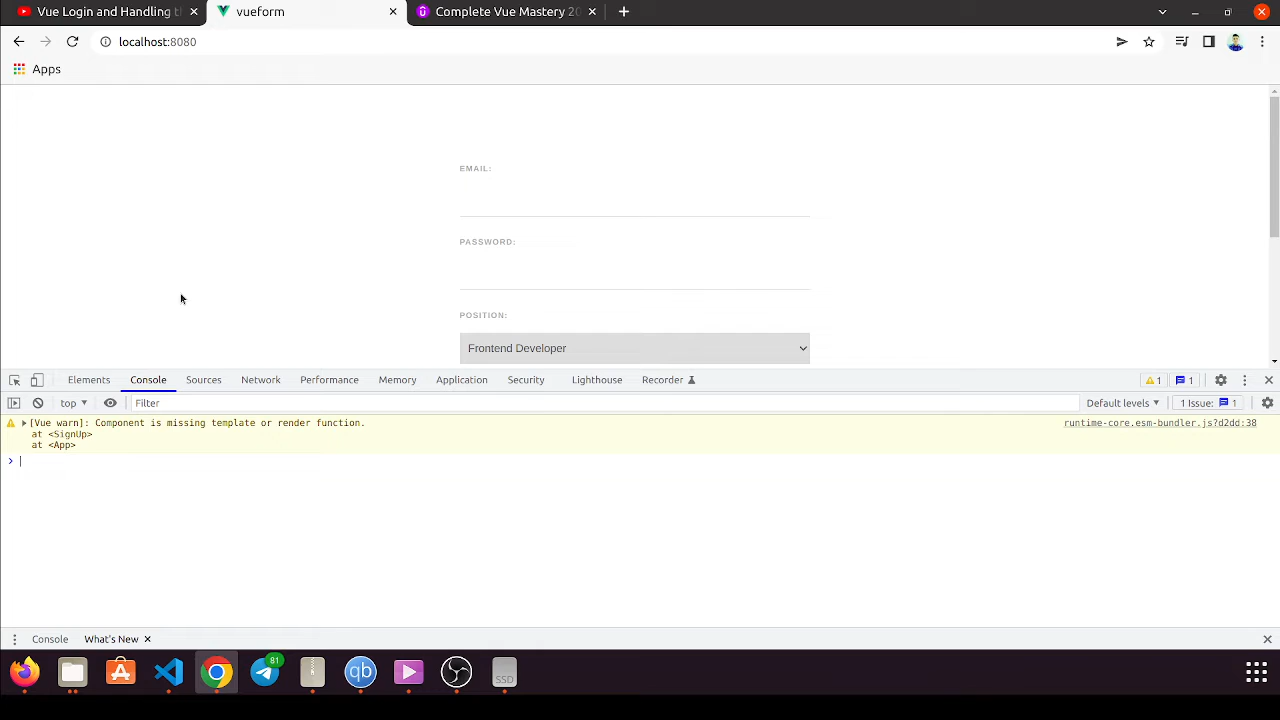 Vue Login and Handling t
vueform
Complete Vue Mastery 20
localhost:8080
Apps
EMAIL:
PASSWORD:
POSITION:
Frontend Developer
Elements
Console
Sources
Network
Performance
Memory
Application
Security
Lighthouse
Recorder
1
1
top
Filter
Default levels
1 Issue:
1
[Vue warn]: Component is missing template or render function.
runtime-core.esm-bundler.js?d2dd:38
at <SignUp>
at <App>
Console
What's New
81
qb
SSD